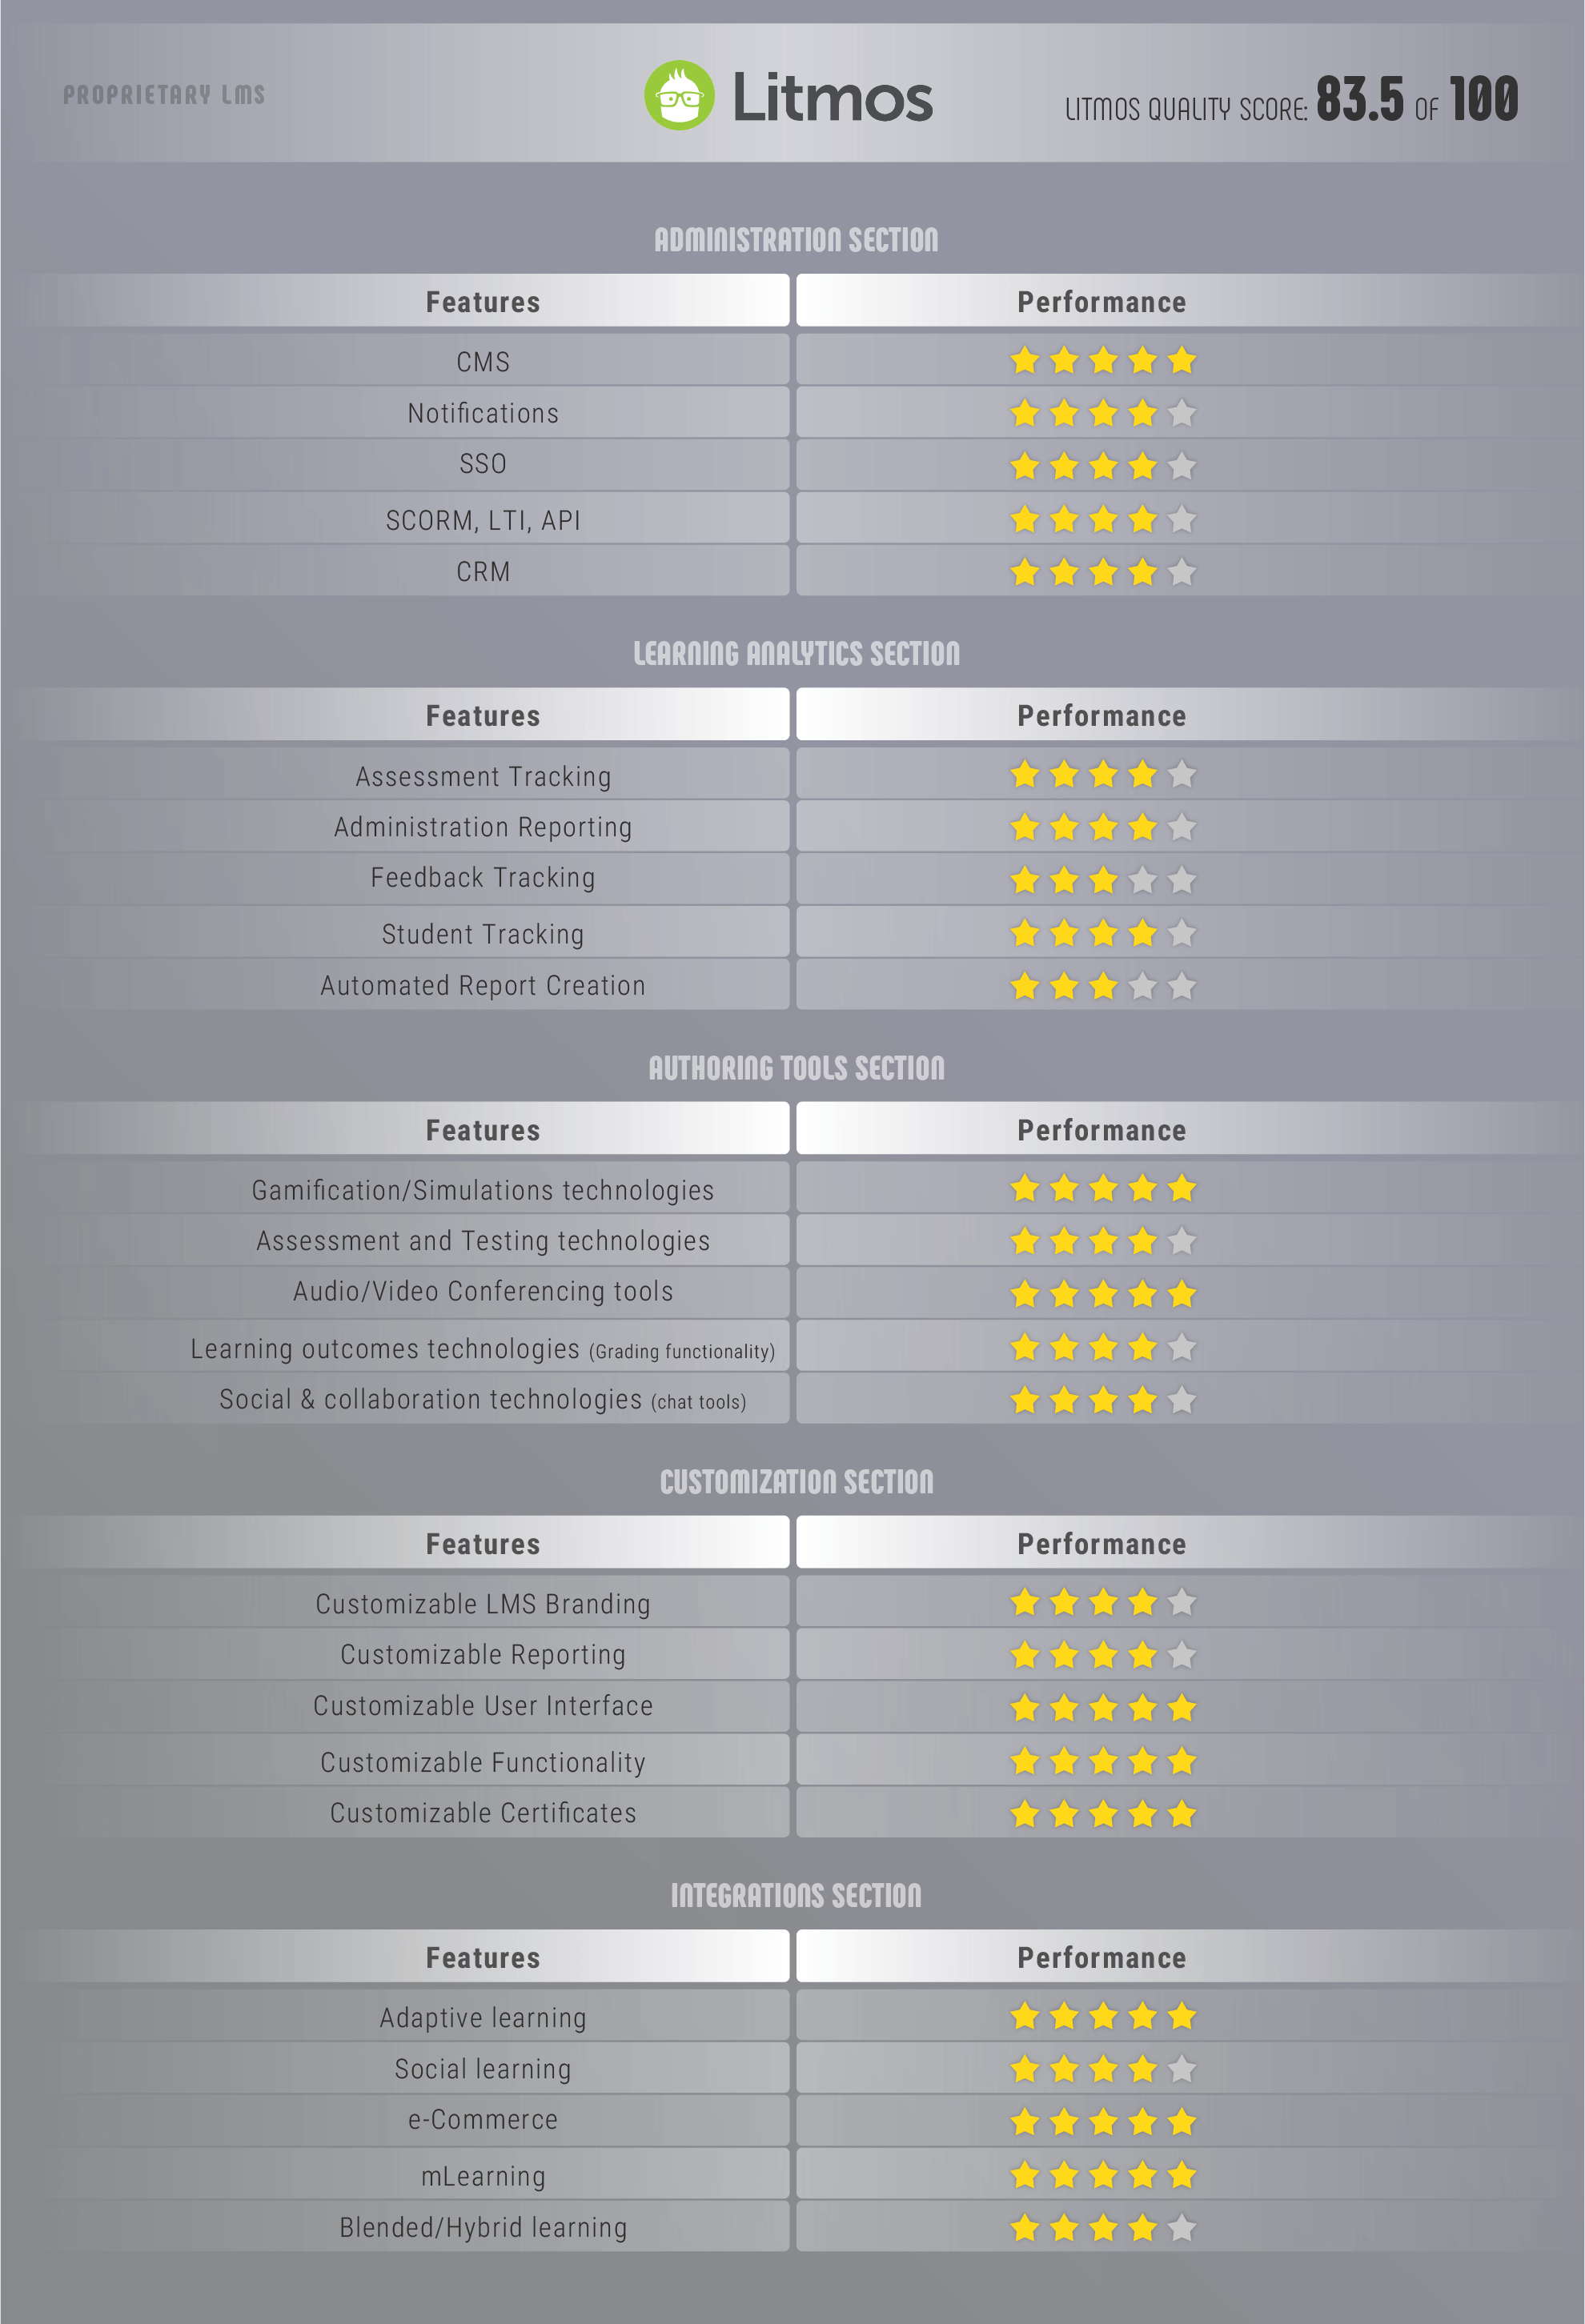 PROPRIETARY LMS
Litmos
LITMOS QUALITY SCORE: 83.5 OF 100
ADMINISTRATION SECTION
Features Performance
CMS
Notifications
SSO
SCORM, LTI, API
CRM
LEARNING ANALYTICS SECTION
Features Performance
Assessment Tracking
Administration Reporting
Feedback Tracking
Student Tracking
Automated Report Creation
AUTHORING TOOLS SECTION
Features Performance
Gamification/Simulations technologies
Assessment and Testing technologies
Audio/Video Conferencing tools
Learning outcomes technologies (Grading functionality)
Social & collaboration technologies (chat tools)
CUSTOMIZATION SECTION
Features Performance
Customizable LMS Branding
Customizable Reporting
Customizable User Interface
Customizable Functionality
Customizable Certificates
INTEGRATIONS SECTION
Features Performance
Adaptive learning
Social learning
e-Commerce
mLearning
Blended/Hybrid learning